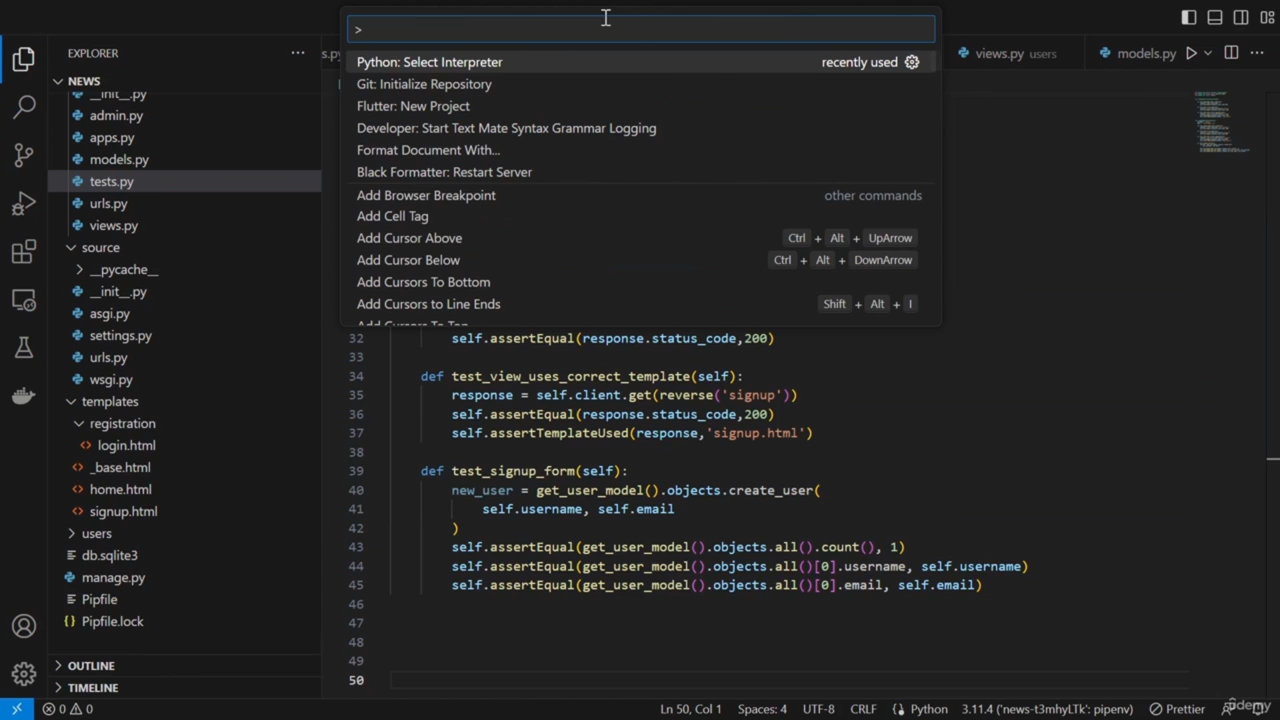 >
Python: Select Interpreter recently used
Git: Initialize Repository
Flutter: New Project
Developer: Start Text Mate Syntax Grammar Logging
Format Document With...
Black Formatter: Restart Server
Add Browser Breakpoint other commands
Add Cell Tag
Add Cursor Above Ctrl + Alt + UpArrow
Add Cursor Below Ctrl + Alt + DownArrow
Add Cursors To Bottom
Add Cursors to Line Ends Shift + Alt + I
Add Cursors To Top
EXPLORER ...
NEWS
__init__.py
admin.py
apps.py
models.py
tests.py
urls.py
views.py
source
__pycache__
__init__.py
asgi.py
settings.py
urls.py
wsgi.py
templates
registration
<> login.html
<> _base.html
<> home.html
<> signup.html
users
db.sqlite3
manage.py
Pipfile
{} Pipfile.lock
OUTLINE
TIMELINE
s.py
views.py users
models.py
...
32 self.assertEqual(response.status_code,200)
33
34 def test_view_uses_correct_template(self):
35 response = self.client.get(reverse('signup'))
36 self.assertEqual(response.status_code,200)
37 self.assertTemplateUsed(response,'signup.html')
38
39 def test_signup_form(self):
40 new_user = get_user_model().objects.create_user(
41 self.username, self.email
42 )
43 self.assertEqual(get_user_model().objects.all().count(), 1)
44 self.assertEqual(get_user_model().objects.all()[0].username, self.username)
45 self.assertEqual(get_user_model().objects.all()[0].email, self.email)
46
47
48
49
50
0 0 Ln 50, Col 1 Spaces: 4 UTF-8 CRLF {} Python 3.11.4 ('news-t3mhyLTk': pipenv) Prettier
udemy